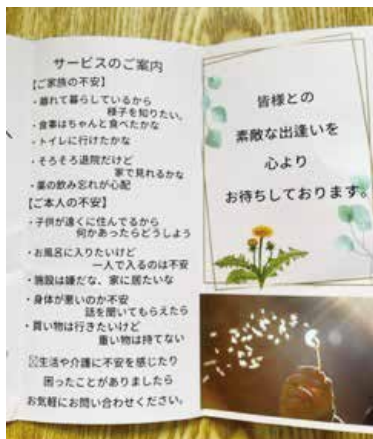 サービスのご案内
【ご家族の不安】
・離れて暮らしているから
様子を知りたい。
・食事はちゃんと食べたかな
・トイレに行けたかな
・そろそろ退院だけど
家で見れるかな
・薬の飲み忘れが心配
【ご本人の不安】
・子供が遠くに住んでるから
何かあったらどうしよう
・お風呂に入りたいけど
一人で入るのは不安
・施設は嫌だな、家に居たいな
・身体が悪いのか不安
話を聞いてもらえたら
・買い物は行きたいけど
重い物は持てない
生活や介護に不安を感じたり
困ったことがありましたら
お気軽にお問い合わせください。
皆様との
素敵な出逢いを
心より
お待ちしております。